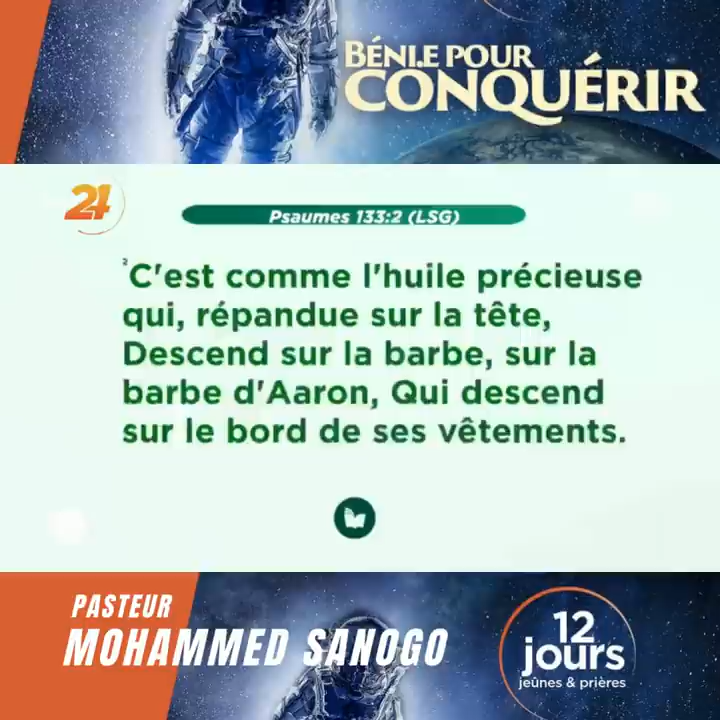 BÉNI.E POUR
CONQUÉRIR
24
Psaumes 133:2 (LSG)
2 C'est comme l'huile précieuse
qui, répandue sur la tête,
Descend sur la barbe, sur la
barbe d'Aaron, Qui descend
sur le bord de ses vêtements.
PASTEUR
MOHAMMED SANOGO
12
jours
jeûnes & prières